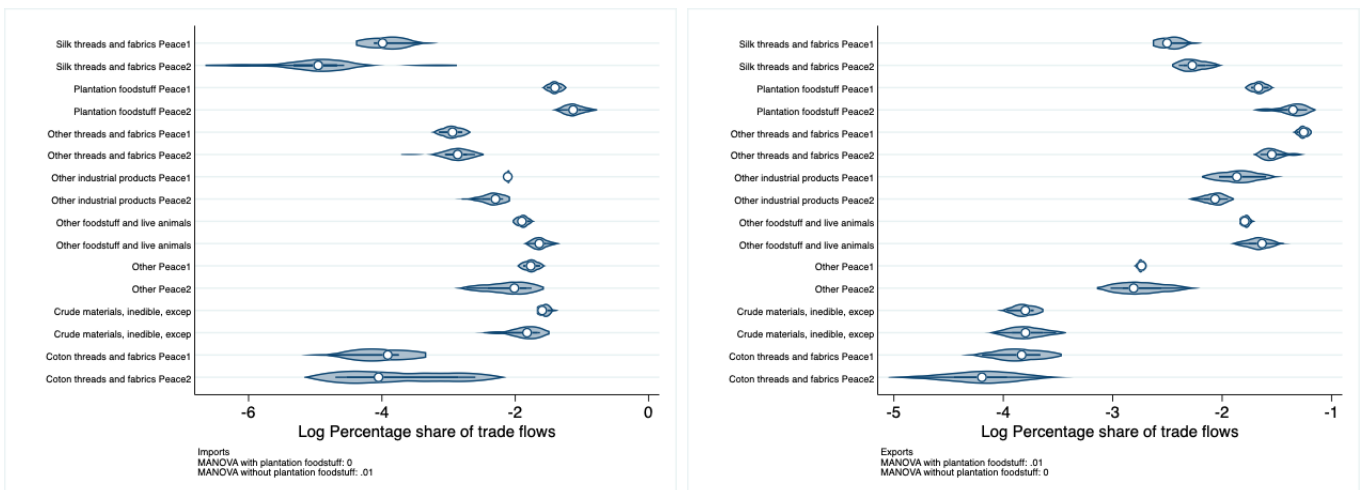 Silk threads and fabrics Peace1
Silk threads and fabrics Peace2
Plantation foodstuff Peace1
Plantation foodstuff Peace2
Other threads and fabrics Peace1
Other threads and fabrics Peace2
Other industrial products Peace1
Other industrial products Peace2
Other foodstuff and live animals
Other foodstuff and live animals
Other Peace1
Other Peace2
Crude materials, inedible, excep
Crude materials, inedible, excep
Coton threads and fabrics Peace1
Coton threads and fabrics Peace2
-6 -4 -2 0
Log Percentage share of trade flows
Imports
MANOVA with plantation foodstuff: 0
MANOVA without plantation foodstuff: .01
Silk threads and fabrics Peace1
Silk threads and fabrics Peace2
Plantation foodstuff Peace1
Plantation foodstuff Peace2
Other threads and fabrics Peace1
Other threads and fabrics Peace2
Other industrial products Peace1
Other industrial products Peace2
Other foodstuff and live animals
Other foodstuff and live animals
Other Peace1
Other Peace2
Crude materials, inedible, excep
Crude materials, inedible, excep
Coton threads and fabrics Peace1
Coton threads and fabrics Peace2
-5 -4 -3 -2 -1
Log Percentage share of trade flows
Exports
MANOVA with plantation foodstuff: .01
MANOVA without plantation foodstuff: 0